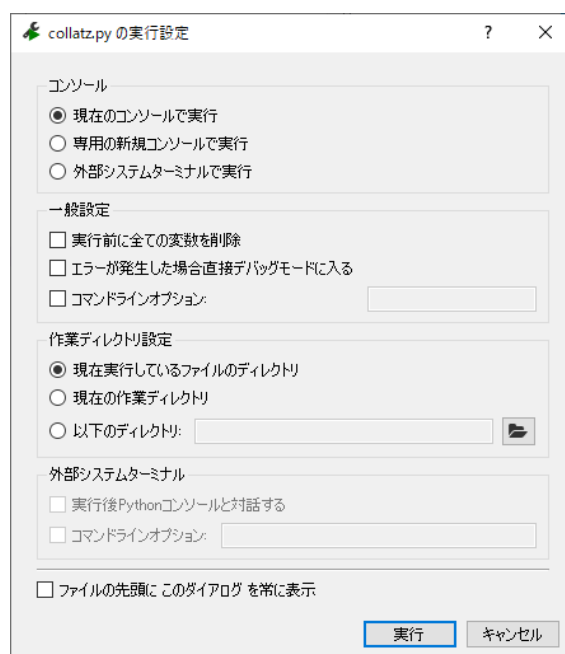 collatz.py の実行設定
?
コンソール
現在のコンソールで実行
専用の新規コンソールで実行
外部システムターミナルで実行
一般設定
実行前に全ての変数を削除
エラーが発生した場合直接デバッグモードに入る
コマンドラインオプション:
作業ディレクトリ設定
現在実行しているファイルのディレクトリ
現在の作業ディレクトリ
以下のディレクトリ:
外部システムターミナル
実行後Pythonコンソールと対話する
コマンドラインオプション:
ファイルの先頭に このダイアログ を常に表示
実行 キャンセル